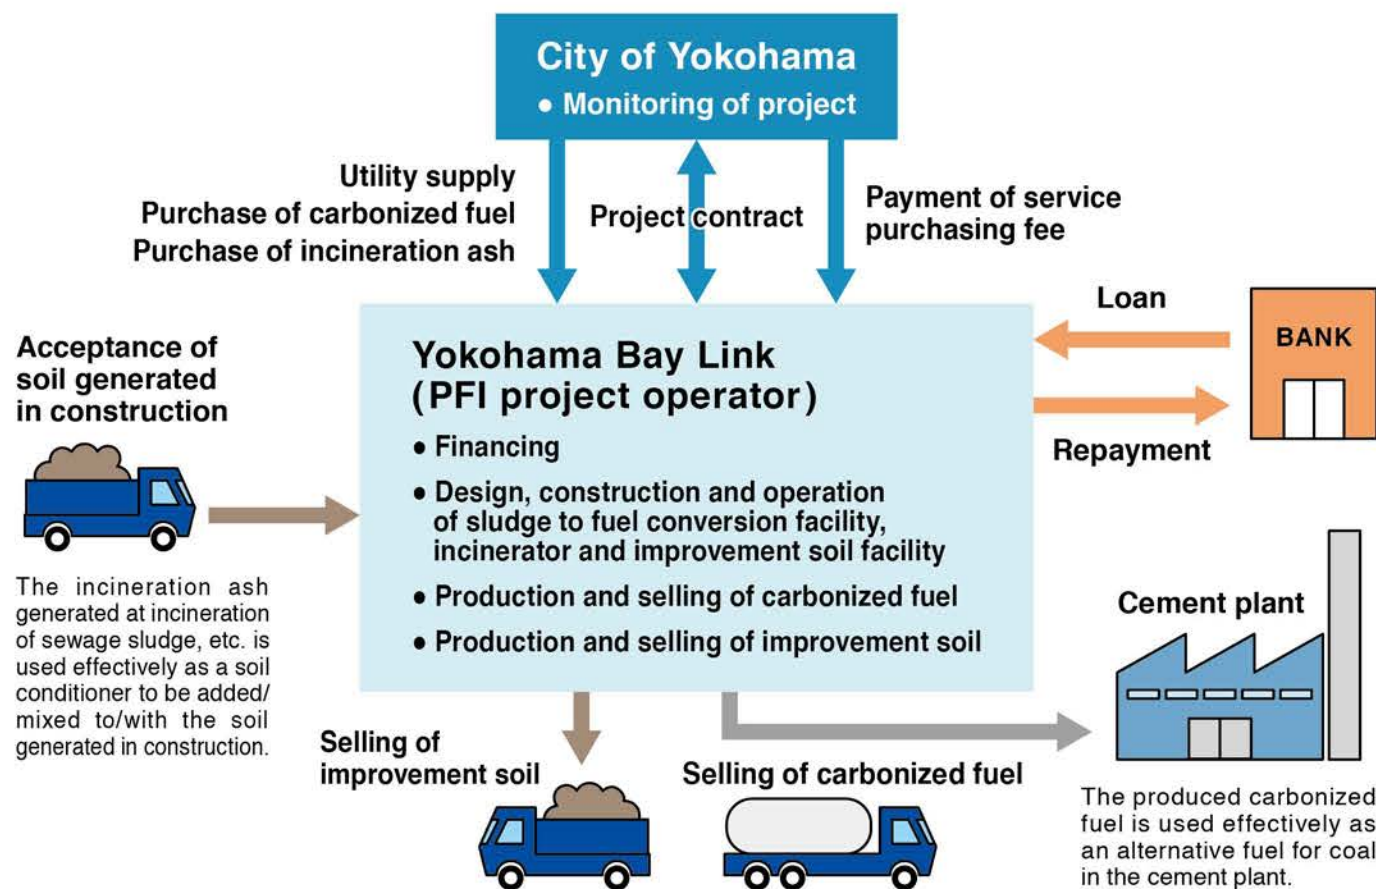 City of Yokohama
● Monitoring of project
Utility supply
Purchase of carbonized fuel
Purchase of incineration ash
Project contract
Payment of service
purchasing fee
Loan
BANK
Repayment
Acceptance of
soil generated
in construction
The incineration ash
generated at incineration
of sewage sludge, etc. is
used effectively as a soil
conditioner to be added/
mixed to/with the soil
generated in construction.
Yokohama Bay Link
(PFI project operator)
● Financing
● Design, construction and operation
of sludge to fuel conversion facility,
incinerator and improvement soil facility
● Production and selling of carbonized fuel
● Production and selling of improvement soil
Cement plant
The produced carbonized
fuel is used effectively as
an alternative fuel for coal
in the cement plant.
Selling of
improvement soil
Selling of carbonized fuel